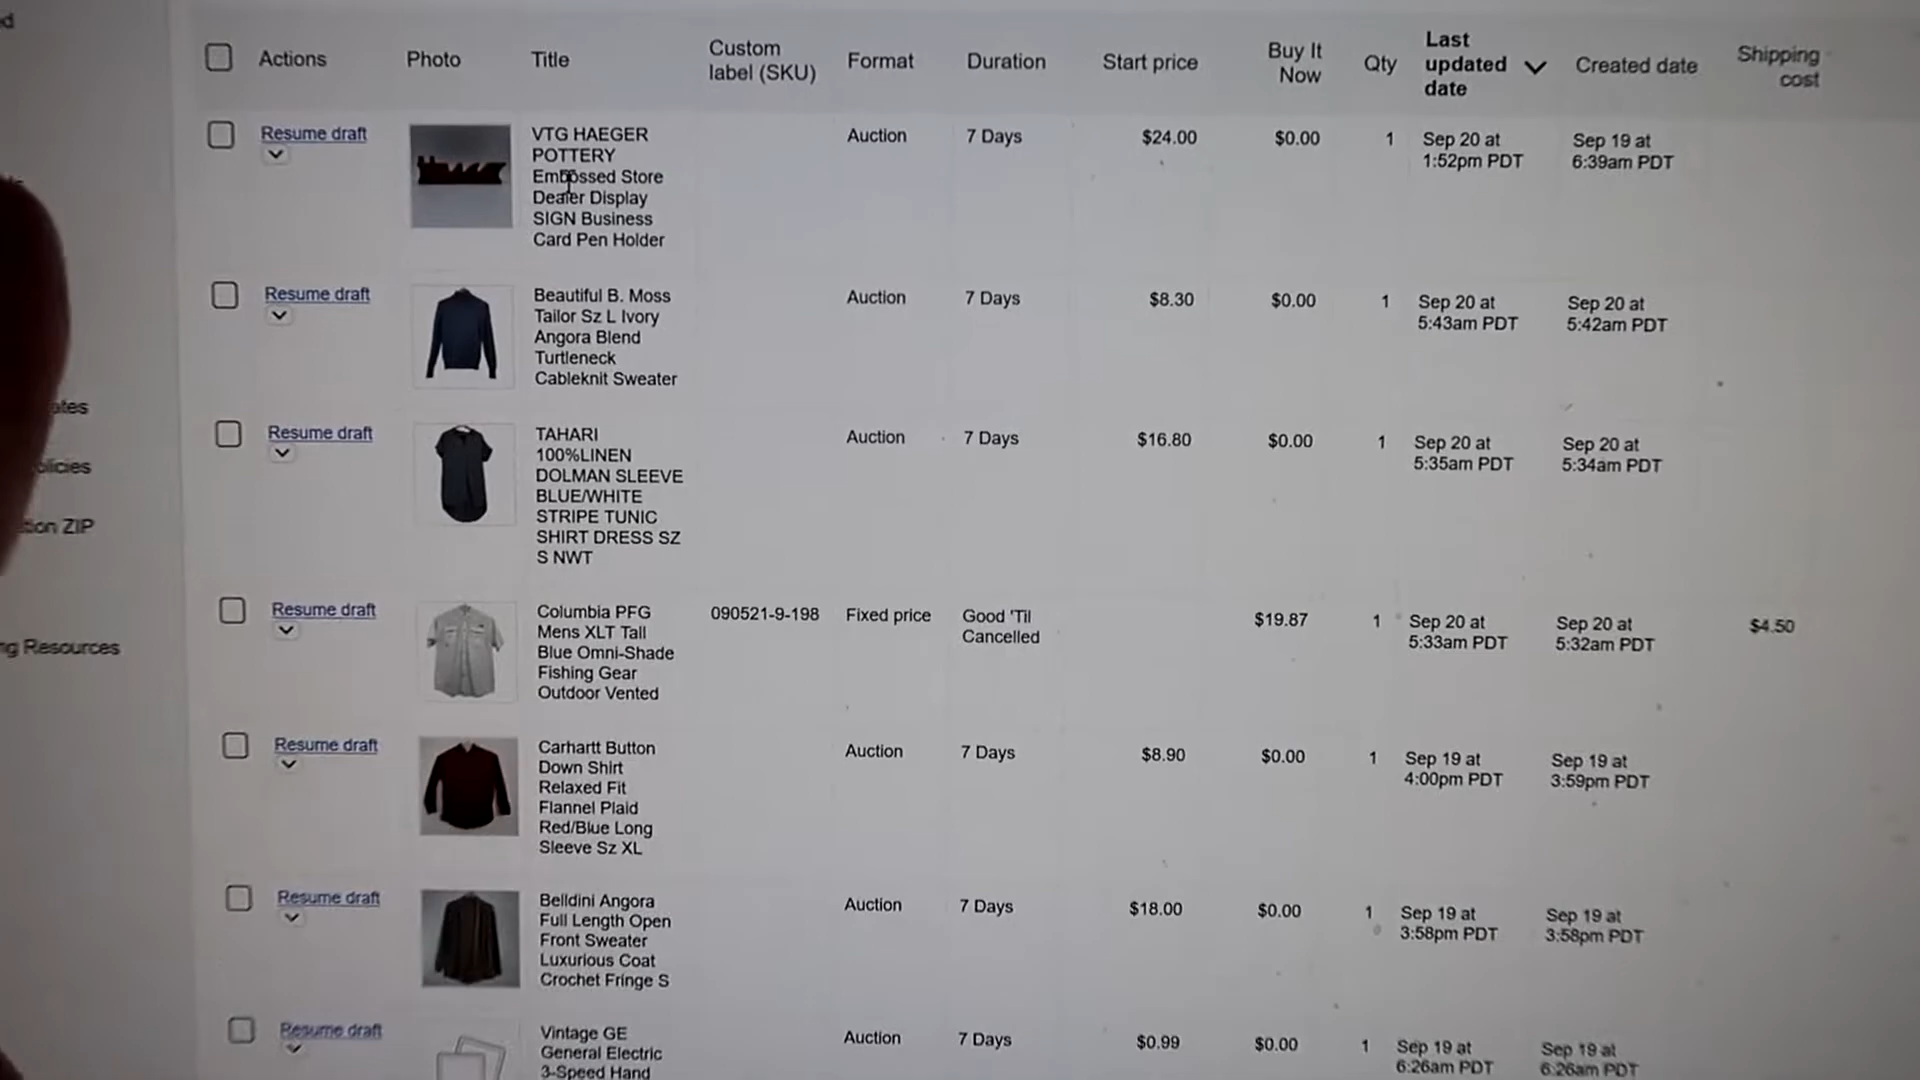 Actions Photo Title Custom label (SKU) Format Duration Start price Buy It Now Qty Last updated date Created date Shipping cost
Resume draft
VTG HAEGER
POTTERY
Embossed Store
Dealer Display
SIGN Business
Card Pen Holder
Auction 7 Days $24.00 $0.00 1
Sep 20 at
1:52pm PDT
Sep 19 at
6:39am PDT
Resume draft
Beautiful B. Moss
Tailor Sz L Ivory
Angora Blend
Turtleneck
Cableknit Sweater
Auction 7 Days $8.30 $0.00 1
Sep 20 at
5:43am PDT
Sep 20 at
5:42am PDT
Resume draft
TAHARI
100%LINEN
DOLMAN SLEEVE
BLUE/WHITE
STRIPE TUNIC
SHIRT DRESS SZ
S NWT
Auction 7 Days $16.80 $0.00 1
Sep 20 at
5:35am PDT
Sep 20 at
5:34am PDT
Resume draft
Columbia PFG
Mens XLT Tall
Blue Omni-Shade
Fishing Gear
Outdoor Vented
090521-9-198 Fixed price
Good 'Til
Cancelled
$19.87 1
Sep 20 at
5:33am PDT
Sep 20 at
5:32am PDT
$4.50
Resume draft
Carhartt Button
Down Shirt
Relaxed Fit
Flannel Plaid
Red/Blue Long
Sleeve Sz XL
Auction 7 Days $8.90 $0.00 1
Sep 19 at
4:00pm PDT
Sep 19 at
3:59pm PDT
Resume draft
Belldini Angora
Full Length Open
Front Sweater
Luxurious Coat
Crochet Fringe S
Auction 7 Days $18.00 $0.00 1
Sep 19 at
3:58pm PDT
Sep 19 at
3:58pm PDT
Resume draft
Vintage GE
General Electric
3-Speed Hand
Auction 7 Days $0.99 $0.00 1
Sep 19 at
6:26am PDT
Sep 19 at
6:26am PDT
ZIP
Resources